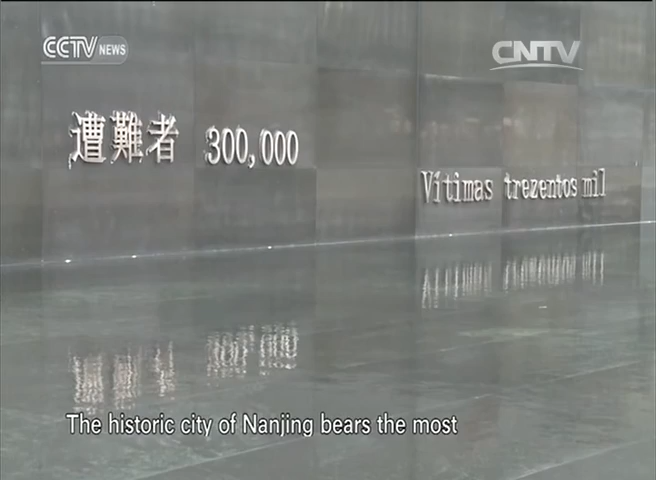 CCTV NEWS
CNTV
遭難者 300,000
Vítimas trezentos mil
The historic city of Nanjing bears the most